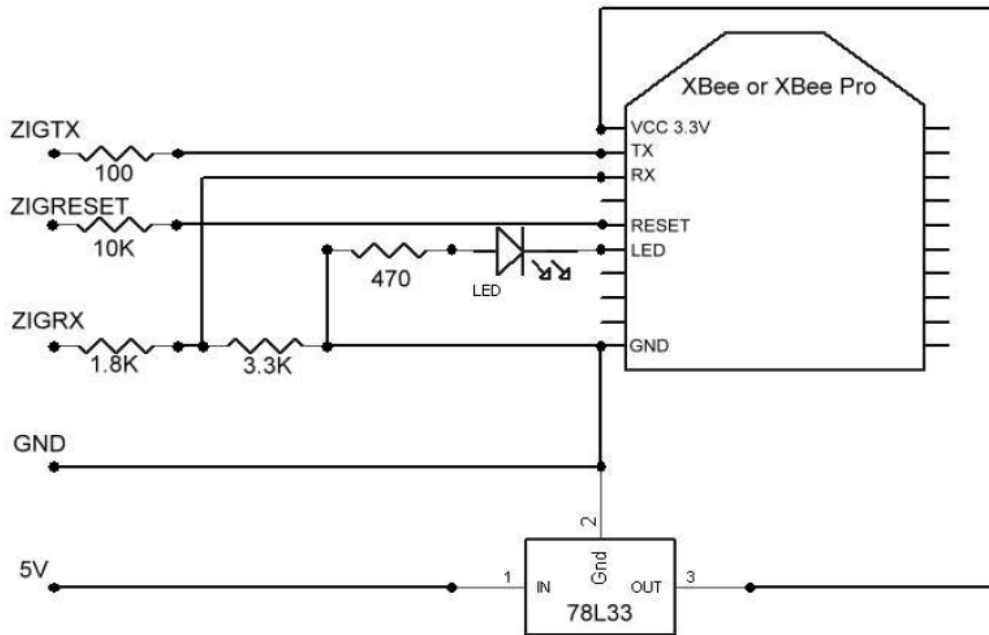 XBee or XBee Pro
VCC 3.3V
ZIGTX
TX
100
RX
ZIGRESET
RESET
10K
LED
470
LED
ZIGRX
GND
1.8K
3.3K
GND
2
5V
1
IN
Gnd
OUT
3
78L33